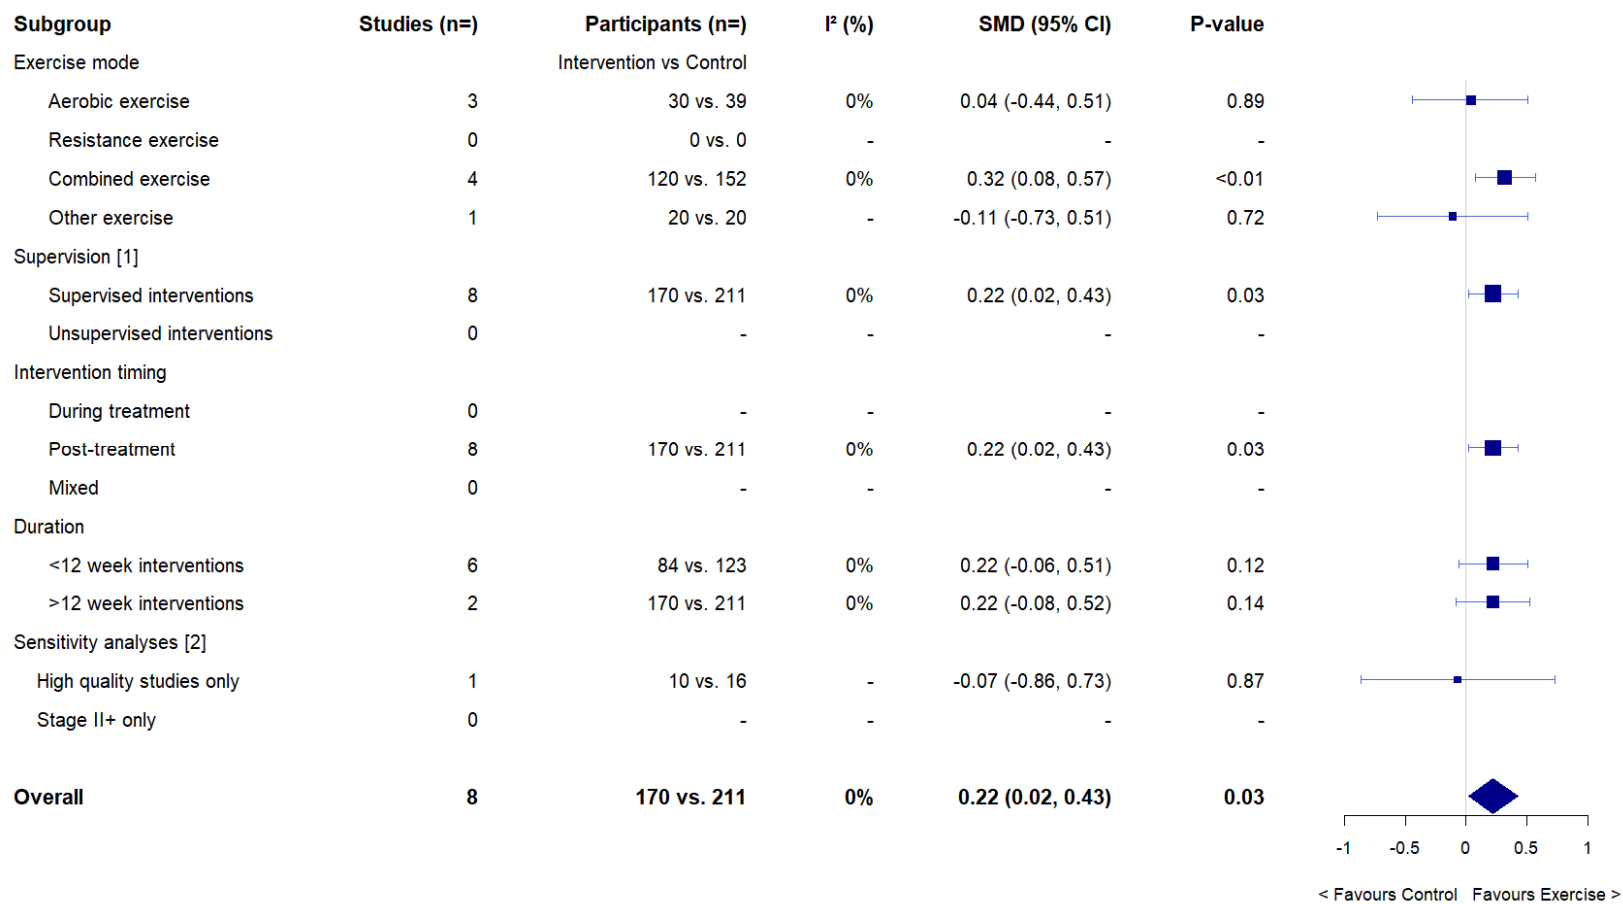 Subgroup Studies (n=) Participants (n=) I² (%) SMD (95% CI) P-value
Exercise mode Intervention vs Control
Aerobic exercise 3 30 vs. 39 0% 0.04 (-0.44, 0.51) 0.89
Resistance exercise 0 0 vs. 0 - - -
Combined exercise 4 120 vs. 152 0% 0.32 (0.08, 0.57) <0.01
Other exercise 1 20 vs. 20 - -0.11 (-0.73, 0.51) 0.72
Supervision [1]
Supervised interventions 8 170 vs. 211 0% 0.22 (0.02, 0.43) 0.03
Unsupervised interventions 0 - - - -
Intervention timing
During treatment 0 - - - -
Post-treatment 8 170 vs. 211 0% 0.22 (0.02, 0.43) 0.03
Mixed 0 - - - -
Duration
<12 week interventions 6 84 vs. 123 0% 0.22 (-0.06, 0.51) 0.12
>12 week interventions 2 170 vs. 211 0% 0.22 (-0.08, 0.52) 0.14
Sensitivity analyses [2]
High quality studies only 1 10 vs. 16 - -0.07 (-0.86, 0.73) 0.87
Stage II+ only 0 - - - -
Overall 8 170 vs. 211 0% 0.22 (0.02, 0.43) 0.03
-1 -0.5 0 0.5 1
< Favours Control Favours Exercise >